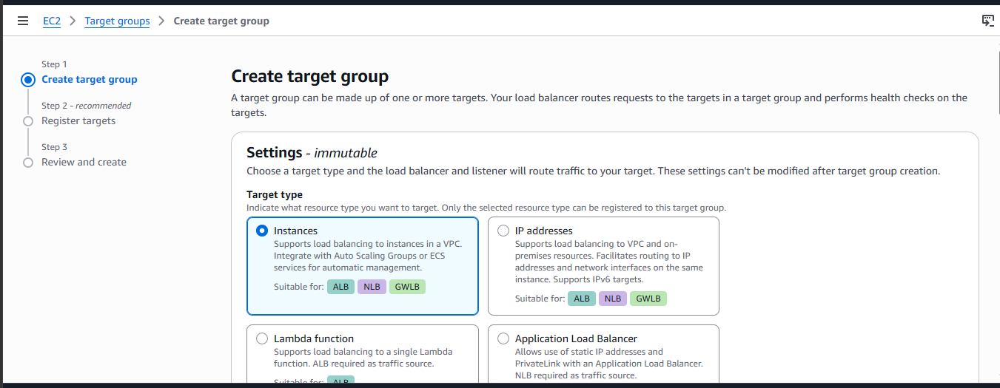 EC2 > Target groups > Create target group
Step 1
Create target group
Step 2 - recommended
Register targets
Step 3
Review and create
Create target group
A target group can be made up of one or more targets. Your load balancer routes requests to the targets in a target group and performs health checks on the
targets.
Settings - immutable
Choose a target type and the load balancer and listener will route traffic to your target. These settings can't be modified after target group creation.
Target type
Indicate what resource type you want to target. Only the selected resource type can be registered to this target group.
Instances
Supports load balancing to instances in a VPC.
Integrate with Auto Scaling Groups or ECS
services for automatic management.
Suitable for: ALB NLB GWLB
IP addresses
Supports load balancing to VPC and on-
premises resources. Facilitates routing to IP
addresses and network interfaces on the same
instance. Supports IPv6 targets.
Suitable for: ALB NLB GWLB
Lambda function
Supports load balancing to a single Lambda
function. ALB required as traffic source.
Suitable for: ALB
Application Load Balancer
Allows use of static IP addresses and
PrivateLink with an Application Load Balancer.
NLB required as traffic source.